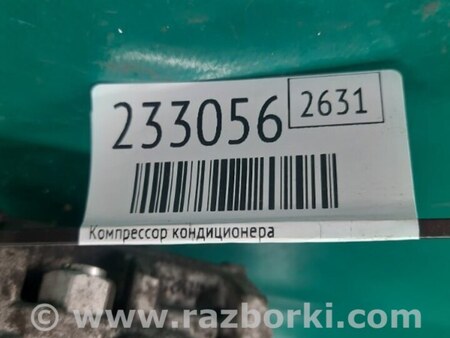 233056 2631
Компрессор кондиционера
© www.razborki.com